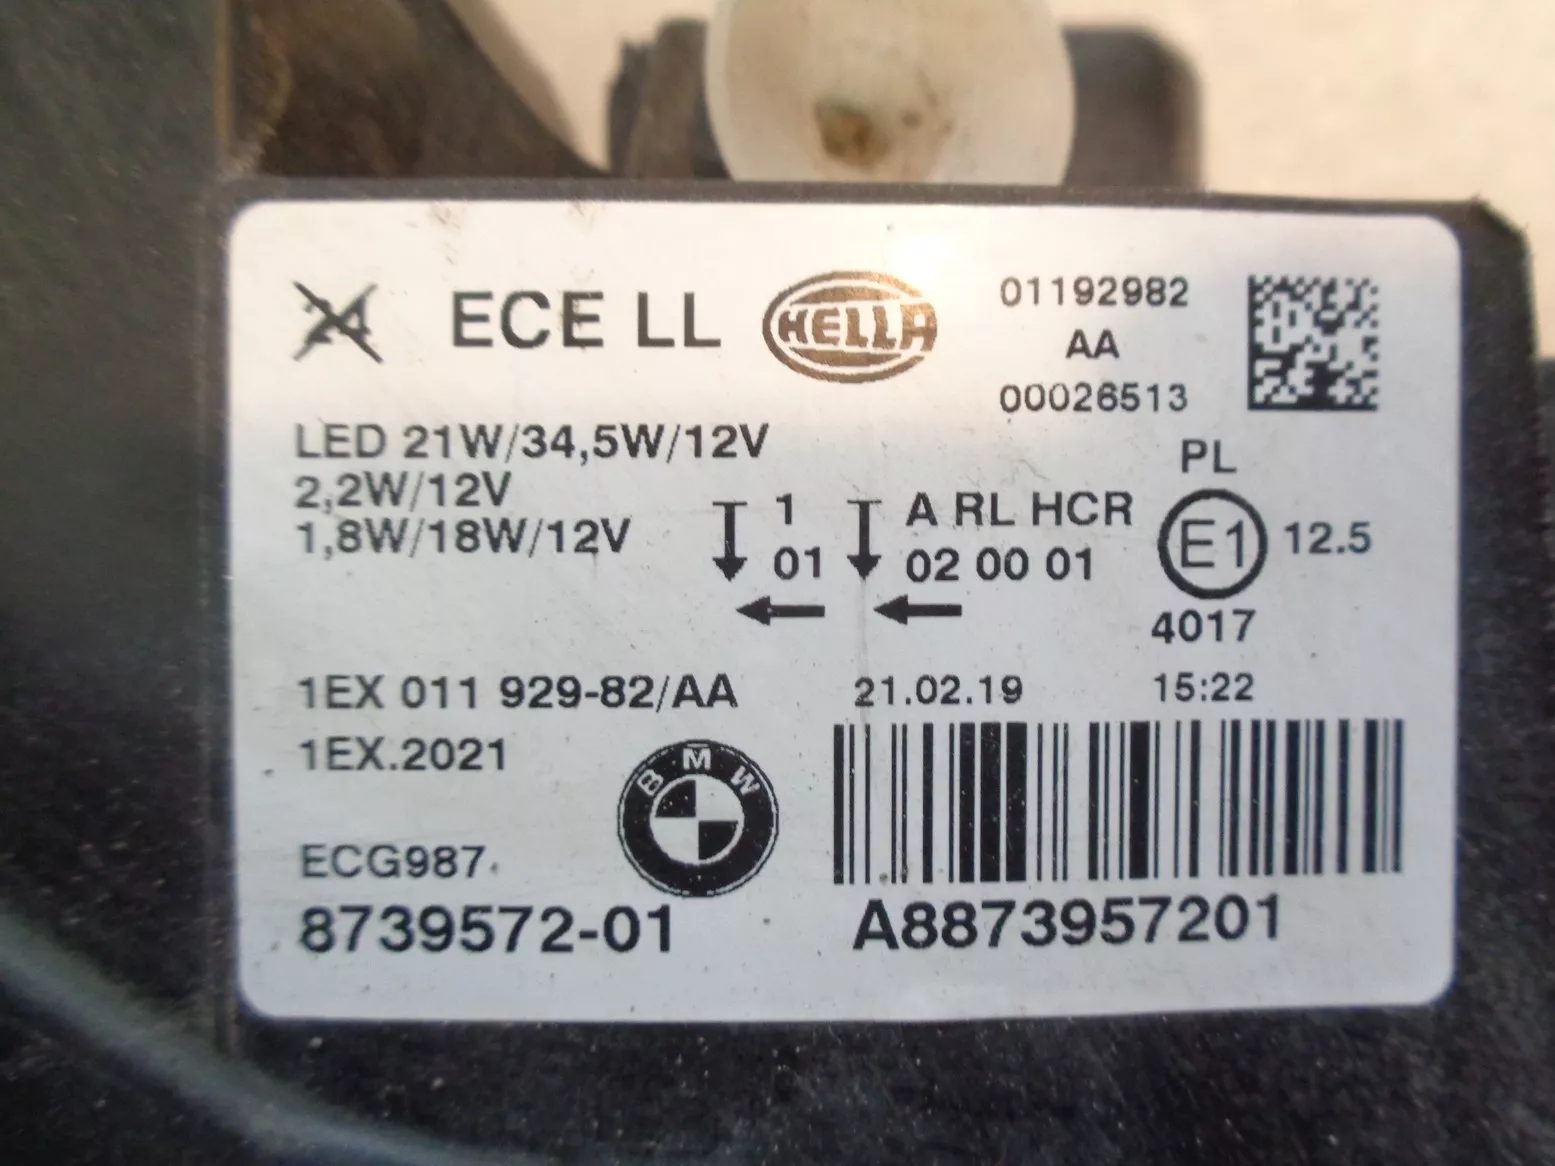 24 ECE LL HELLA
01192982
AA
00026513
LED 21W/34,5W/12V
2,2W/12V
1,8W/18W/12V
1 A RL HCR
01 02 00 01
PL
E1 12.5
4017
1EX 011 929-82/AA 21.02.19 15:22
1EX.2021
BMW
ECG987
8739572-01 A8873957201